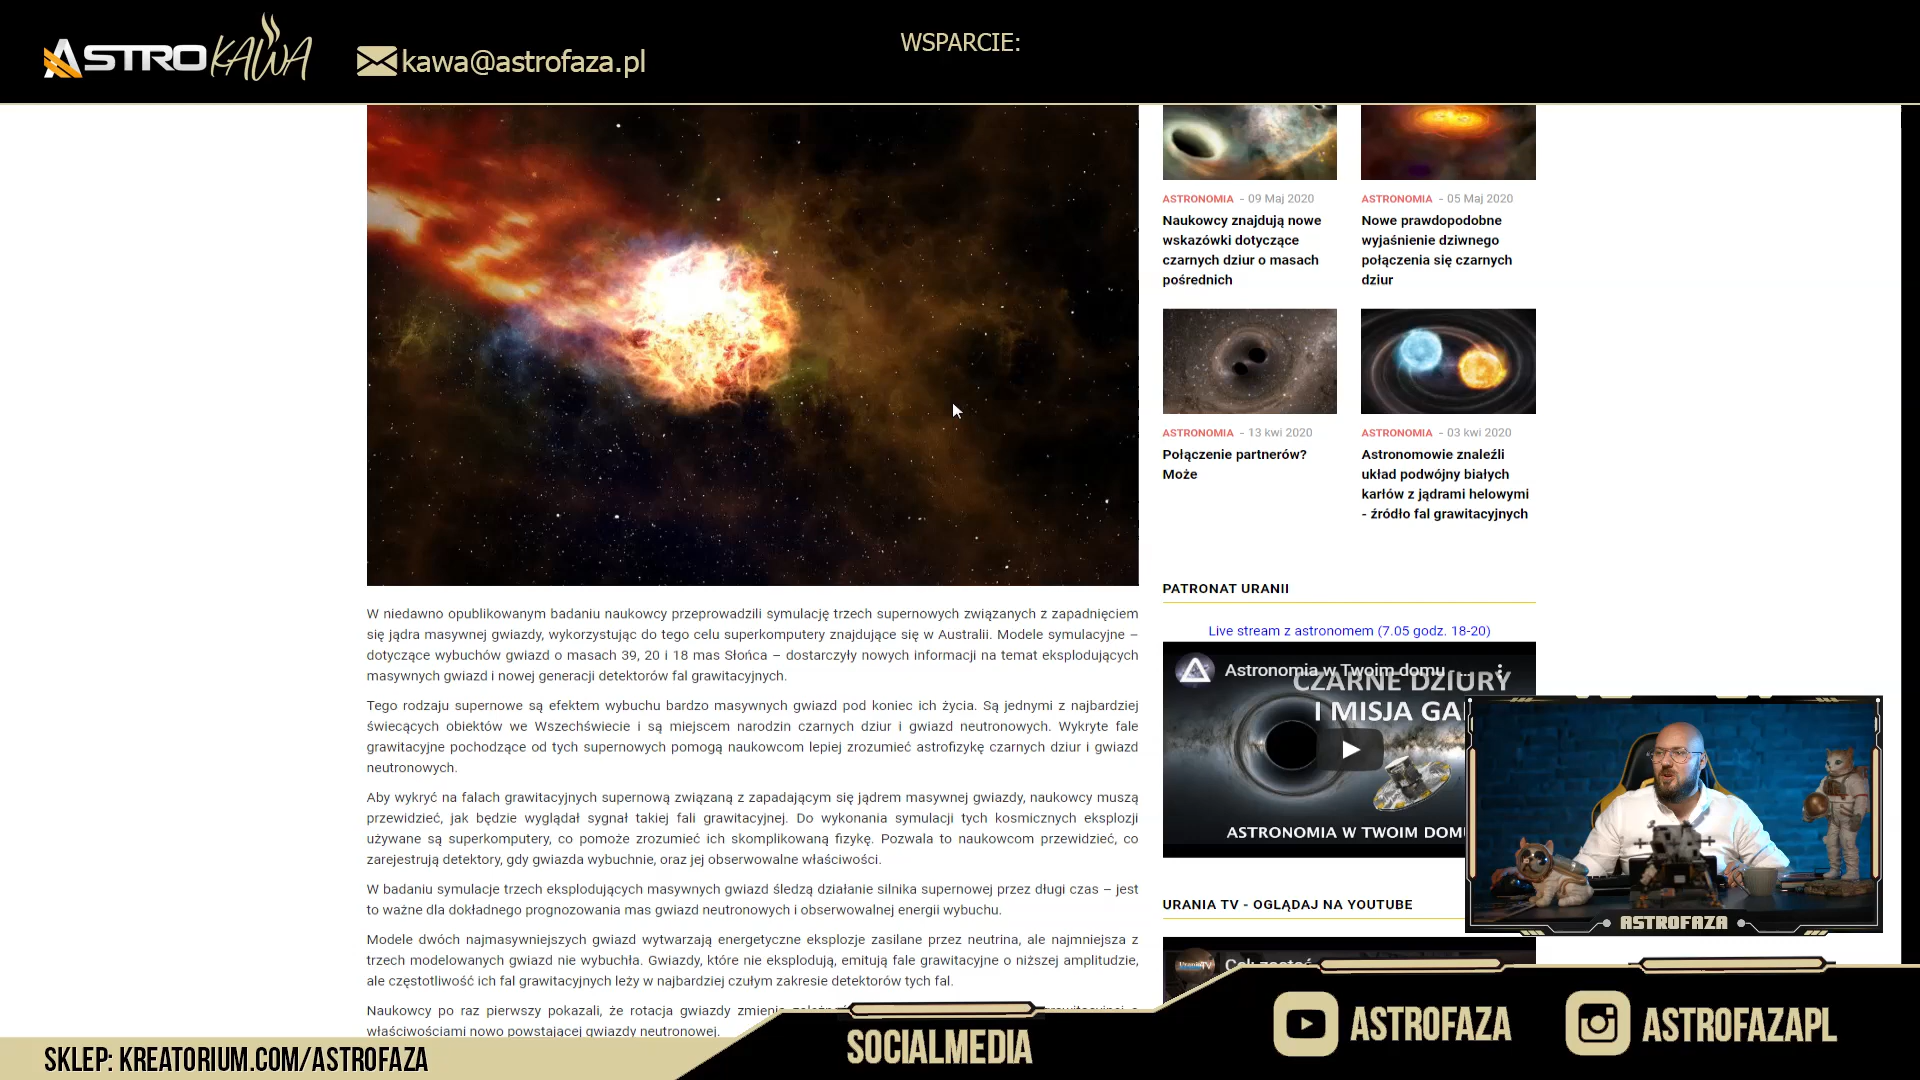 ASTRO KAWA
kawa@astrofaza.pl
WSPARCIE:
ASTRONOMIA - 09 Maj 2020
Naukowcy znajdują nowe
wskazówki dotyczące
czarnych dziur o masach
pośrednich
ASTRONOMIA - 05 Maj 2020
Nowe prawdopodobne
wyjaśnienie dziwnego
połączenia się czarnych
dziur
ASTRONOMIA - 13 kwi 2020
Połączenie partnerów?
Może
ASTRONOMIA - 03 kwi 2020
Astronomowie znaleźli
układ podwójny białych
karłów z jądrami helowymi
- źródło fal grawitacyjnych
W niedawno opublikowanym badaniu naukowcy przeprowadzili symulację trzech supernowych związanych z zapadnięciem
się jądra masywnej gwiazdy, wykorzystując do tego celu superkomputery znajdujące się w Australii. Modele symulacyjne –
dotyczące wybuchów gwiazd o masach 39, 20 i 18 mas Słońca – dostarczyły nowych informacji na temat eksplodujących
masywnych gwiazd i nowej generacji detektorów fal grawitacyjnych.
Tego rodzaju supernowe są efektem wybuchu bardzo masywnych gwiazd pod koniec ich życia. Są jednymi z najbardziej
świecących obiektów we Wszechświecie i są miejscem narodzin czarnych dziur i gwiazd neutronowych. Wykryte fale
grawitacyjne pochodzące od tych supernowych pomogą naukowcom lepiej zrozumieć astrofizykę czarnych dziur i gwiazd
neutronowych.
Aby wykryć na falach grawitacyjnych supernową związaną z zapadającym się jądrem masywnej gwiazdy, naukowcy muszą
przewidzieć, jak będzie wyglądał sygnał takiej fali grawitacyjnej. Do wykonania symulacji tych kosmicznych eksplozji
używane są superkomputery, co pomoże zrozumieć ich skomplikowaną fizykę. Pozwala to naukowcom przewidzieć, co
zarejestrują detektory, gdy gwiazda wybuchnie, oraz jej obserwowalne właściwości.
W badaniu symulacje trzech eksplodujących masywnych gwiazd śledzą działanie silnika supernowej przez długi czas – jest
to ważne dla dokładnego prognozowania mas gwiazd neutronowych i obserwowalnej energii wybuchu.
Modele dwóch najmasywniejszych gwiazd wytwarzają energetyczne eksplozje zasilane przez neutrina, ale najmniejsza z
trzech modelowanych gwiazd nie wybuchła. Gwiazdy, które nie eksplodują, emitują fale grawitacyjne o niższej amplitudzie,
ale częstotliwość ich fal grawitacyjnych leży w najbardziej czułym zakresie detektorów tych fal.
Naukowcy po raz pierwszy pokazali, że rotacja gwiazdy zmienia
właściwościami nowo powstającej gwiazdy neutronowej.
PATRONAT URANII
Live stream z astronomem (7.05 godz. 18-20)
Astronomia w Twoim domu - ...
CZARNE DZIURY
I MISJA GA
ASTRONOMIA W TWOIM DOMU
URANIA TV - OGLĄDAJ NA YOUTUBE
UraniaTV
ASTROFAZA
SKLEP: KREATORIUM.COM/ASTROFAZA
SOCIALMEDIA
ASTROFAZA
ASTROFAZAPL